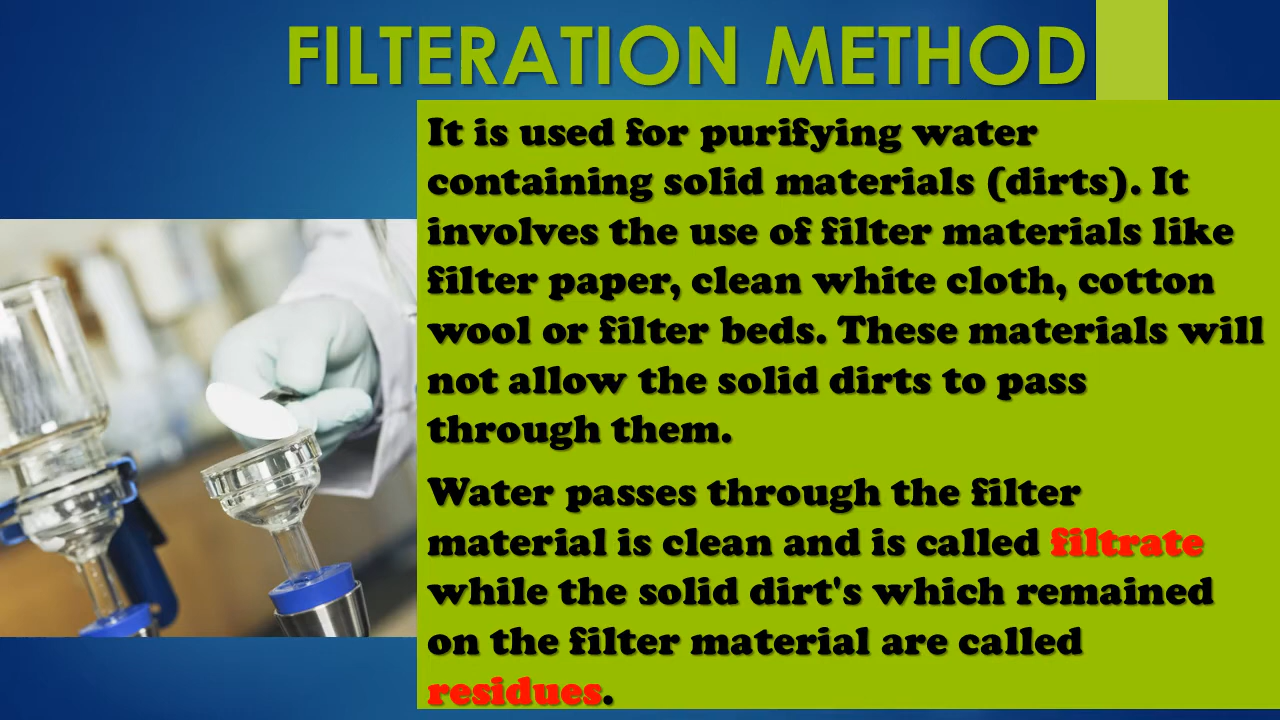 FILTERATION METHOD
It is used for purifying water
containing solid materials (dirts). It
involves the use of filter materials like
filter paper, clean white cloth, cotton
wool or filter beds. These materials will
not allow the solid dirts to pass
through them.
Water passes through the filter
material is clean and is called filtrate
while the solid dirt's which remained
on the filter material are called
residues.